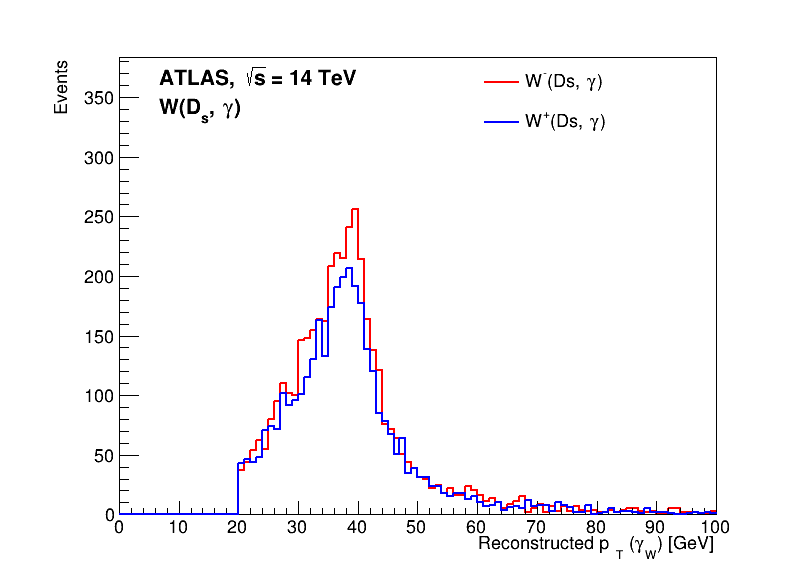 Events
ATLAS, √s = 14 TeV
W(Dₛ, γ)
W⁻(Ds, γ)
W⁺(Ds, γ)
350
300
250
200
150
100
50
0
0 10 20 30 40 50 60 70 80 90 100
Reconstructed p_T (γ_W) [GeV]